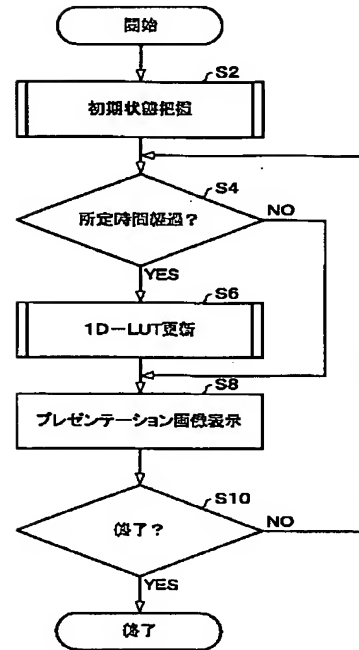 開始
S2
初期状態把握
S4
所定時間経過?
NO
YES
S6
1D-LUT更新
S8
プレゼンテーション画像表示
S10
終了?
NO
YES
終了